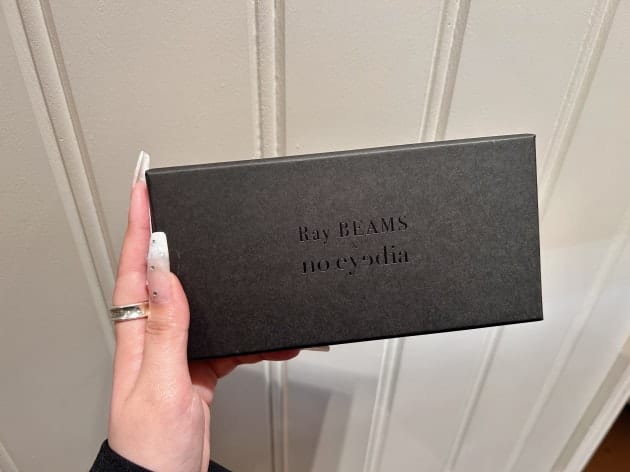 Ray BEAMS
×
no eyedia